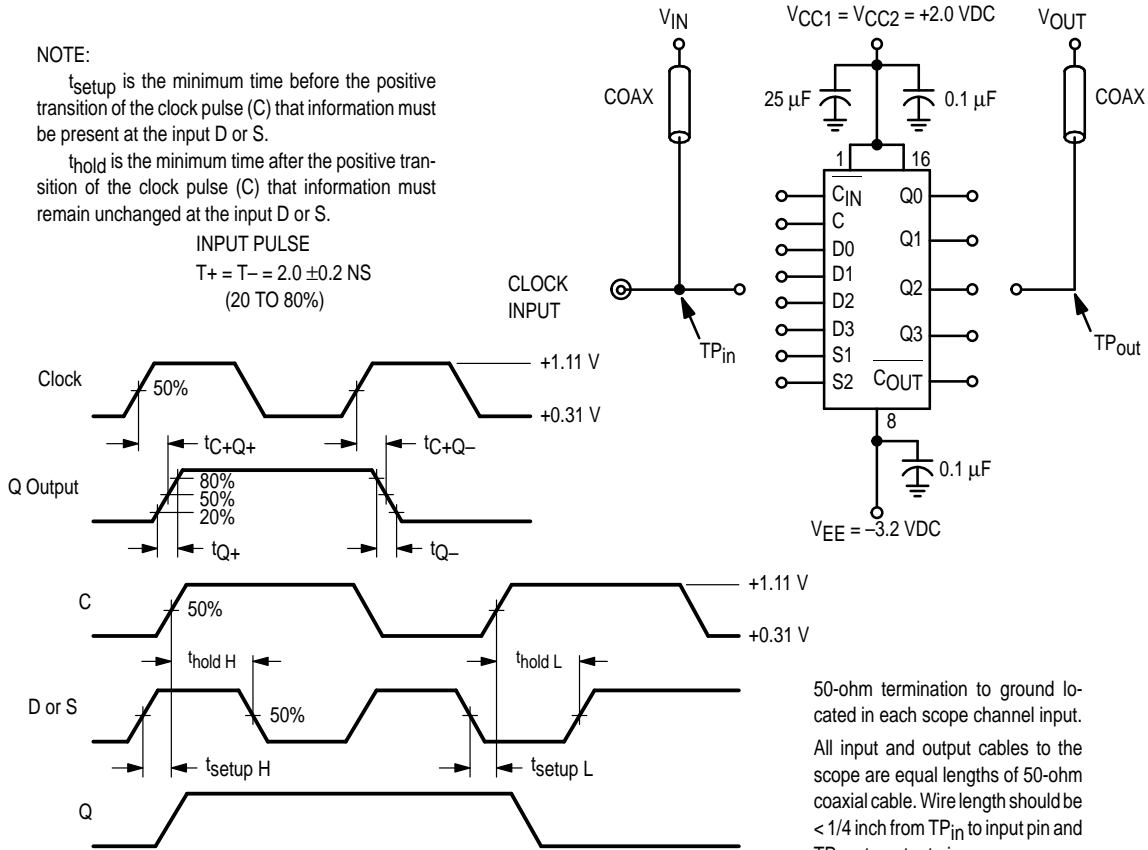 NOTE:
tsetup is the minimum time before the positive
transition of the clock pulse (C) that information must
be present at the input D or S.
thold is the minimum time after the positive tran-
sition of the clock pulse (C) that information must
remain unchanged at the input D or S.
INPUT PULSE
T+ = T– = 2.0 ±0.2 NS
(20 TO 80%)
VIN
VCC1 = VCC2 = +2.0 VDC
VOUT
COAX
25 µF
0.1 µF
COAX
1
16
CIN
C
D0
D1
D2
D3
S1
S2
Q0
Q1
Q2
Q3
COUT
8
CLOCK
INPUT
TPin
TPout
0.1 µF
VEE = –3.2 VDC
Clock
50%
+1.11 V
+0.31 V
tC+Q+
tC+Q–
Q Output
80%
50%
20%
tQ+
tQ–
C
50%
+1.11 V
+0.31 V
thold H
thold L
D or S
50%
tsetup H
tsetup L
Q
50-ohm termination to ground lo-
cated in each scope channel input.
All input and output cables to the
scope are equal lengths of 50-ohm
coaxial cable. Wire length should be
< 1/4 inch from TPin to input pin and